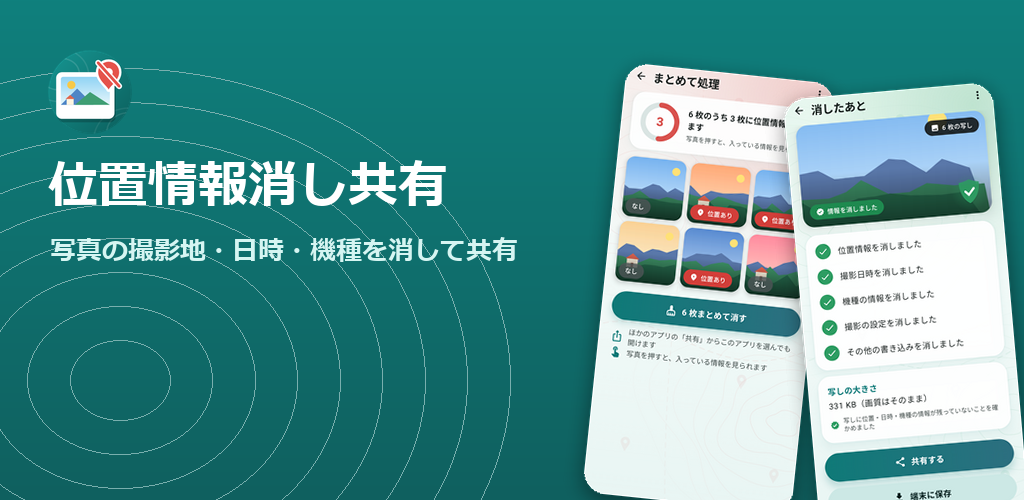 位置情報消し共有
写真の撮影地・日時・機種を消して共有
まとめて処理
3
6 枚のうち 3 枚に位置情報
ます
写真を押すと、入っている情報を見られ
なし
位置あり
位置あ
なし
位置あり
なし
6 枚まとめて消す
ほかのアプリの「共有」からこのアプリを選んでも
開けます
写真を押すと、入っている情報を見られます
消したあと
6 枚の写し
情報を消しました
位置情報を消しました
撮影日時を消しました
機種の情報を消しました
撮影の設定を消しました
その他の書き込みを消しました
写しの大きさ
331 KB（画質はそのまま）
写しに位置・日時・機種の情報が残っていないことを確
かめました
共有する
端末に保存